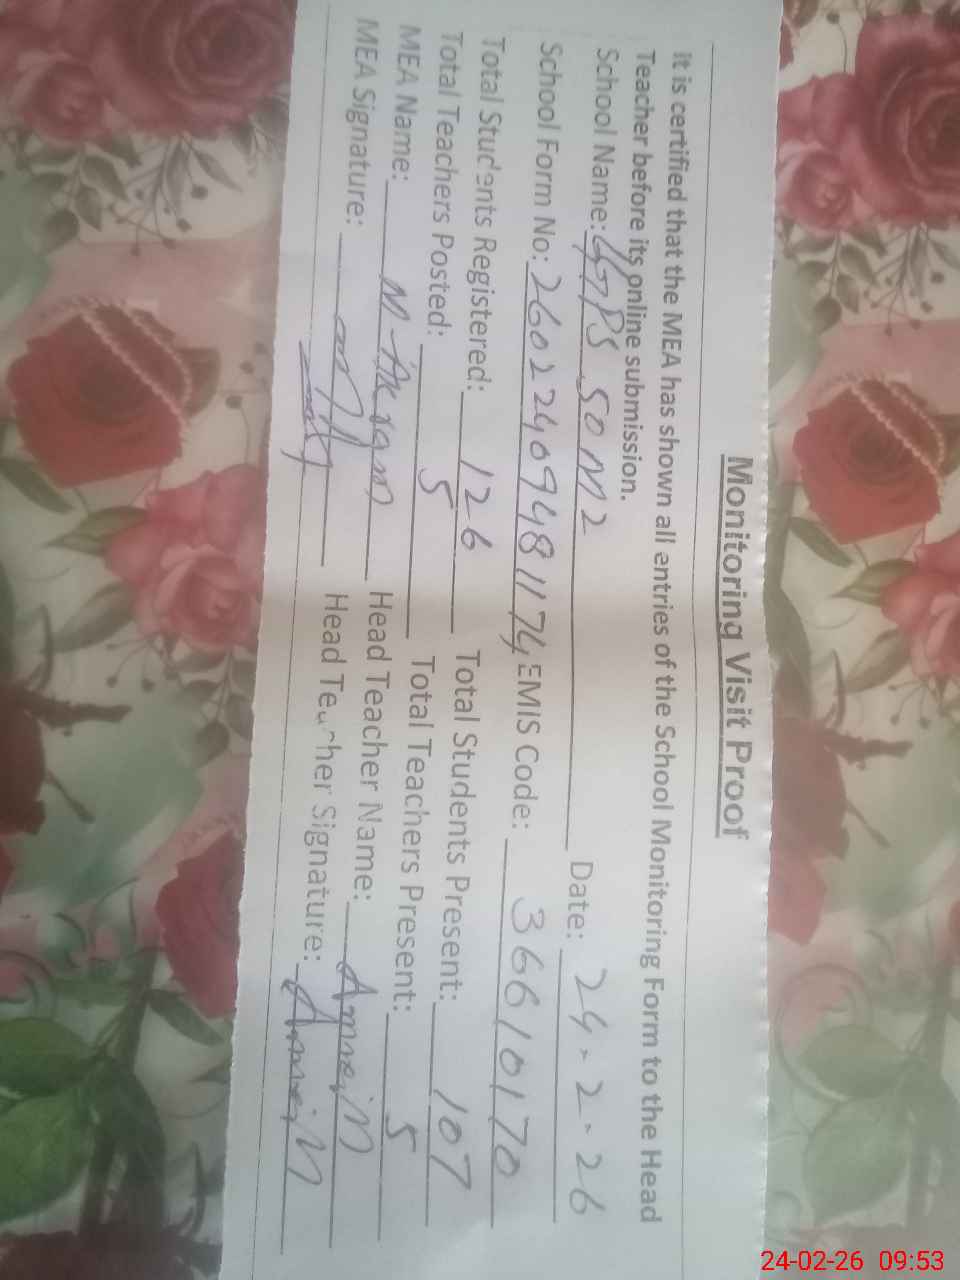 Monitoring Visit Proof
It is certified that the MEA has shown all entries of the School Monitoring Form to the Head
Teacher before its online submission.
School Name: GPS SOM2 Date: 24-2-26
School Form No: 26022409481174 EMIS Code: 36610170
Total Students Registered: 126 Total Students Present: 107
Total Teachers Posted: 5 Total Teachers Present: 5
MEA Name: M Akram Head Teacher Name: Amein
MEA Signature: Head Teacher Signature: Amein
24-02-26 09:53